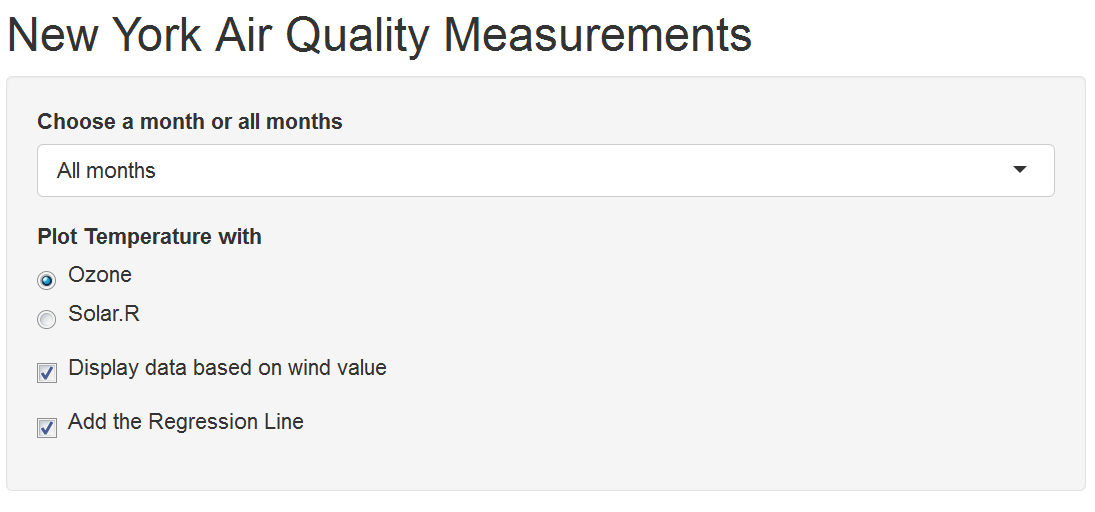 New York Air Quality Measurements
Choose a month or all months
All months
Plot Temperature with
Ozone
Solar.R
Display data based on wind value
Add the Regression Line